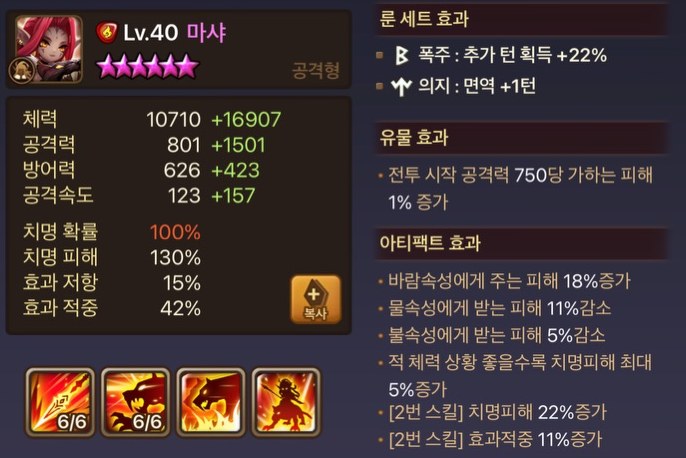 Lv.40 마샤
공격형
체력 10710 +16907
공격력 801 +1501
방어력 626 +423
공격속도 123 +157
치명 확률 100%
치명 피해 130%
효과 저항 15%
효과 적중 42%
복사
6/6
6/6
룬 세트 효과
폭주 : 추가 턴 획득 +22%
의지 : 면역 +1턴
유물 효과
• 전투 시작 공격력 750당 가하는 피해
1% 증가
아티팩트 효과
• 바람속성에게 주는 피해 18%증가
• 물속성에게 받는 피해 11%감소
• 불속성에게 받는 피해 5%감소
• 적 체력 상황 좋을수록 치명피해 최대
5%증가
• [2번 스킬] 치명피해 22%증가
• [2번 스킬] 효과적중 11%증가